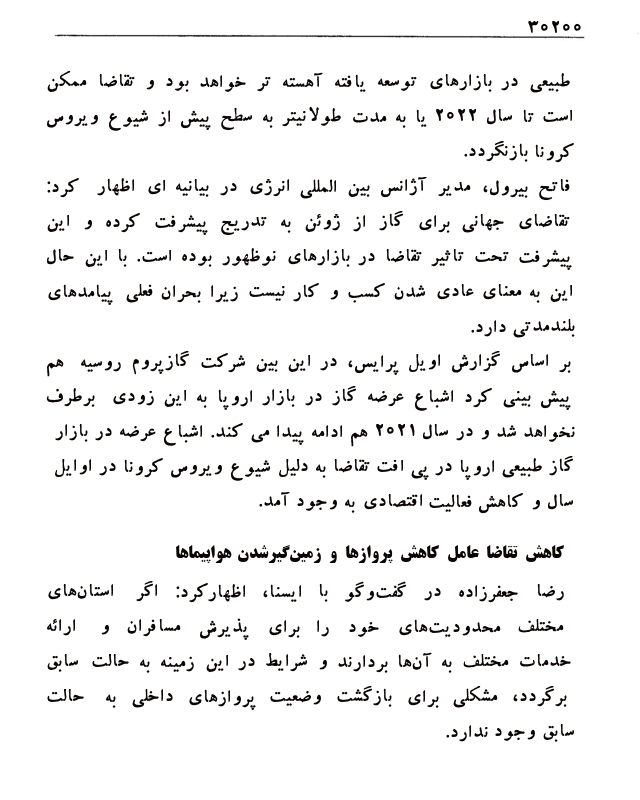 ۳۰۲۰۰
طبیعی در بازارهای توسعه یافته آهسته تر خواهد بود و تقاضا ممکن
است تا سال ۲۰۲۲ یا به مدت طولانیتر به سطح پیش از شیوع ویروس
کرونا بازنگردد.
فاتح بیرول، مدیر آژانس بین المللی انرژی در بیانیه ای اظهار کرد:
تقاضای جهانی برای گاز از ژوئن به تدریج پیشرفت کرده و این
پیشرفت تحت تاثیر تقاضا در بازارهای نوظهور بوده است. با این حال
این به معنای عادی شدن کسب و کار نیست زیرا بحران فعلی پیامدهای
بلندمدتی دارد.
بر اساس گزارش اویل پرایس، در این بین شرکت گازپروم روسیه هم
پیش بینی کرد اشباع عرضه گاز در بازار اروپا به این زودی برطرف
نخواهد شد و در سال ۲۰۲۱ هم ادامه پیدا می کند. اشباع عرضه در بازار
گاز طبیعی اروپا در پی افت تقاضا به دلیل شیوع ویروس کرونا در اوایل
سال و کاهش فعالیت اقتصادی به وجود آمد.
کاهش تقاضا عامل کاهش پروازها و زمین‌گیرشدن هواپیماها
رضا جعفرزاده در گفت‌وگو با ایسنا، اظهارکرد: اگر استان‌های
مختلف محدودیت‌های خود را برای پذیرش مسافران و ارائه
خدمات مختلف به آن‌ها بردارند و شرایط در این زمینه به حالت سابق
برگردد، مشکلی برای بازگشت وضعیت پروازهای داخلی به حالت
سابق وجود ندارد.